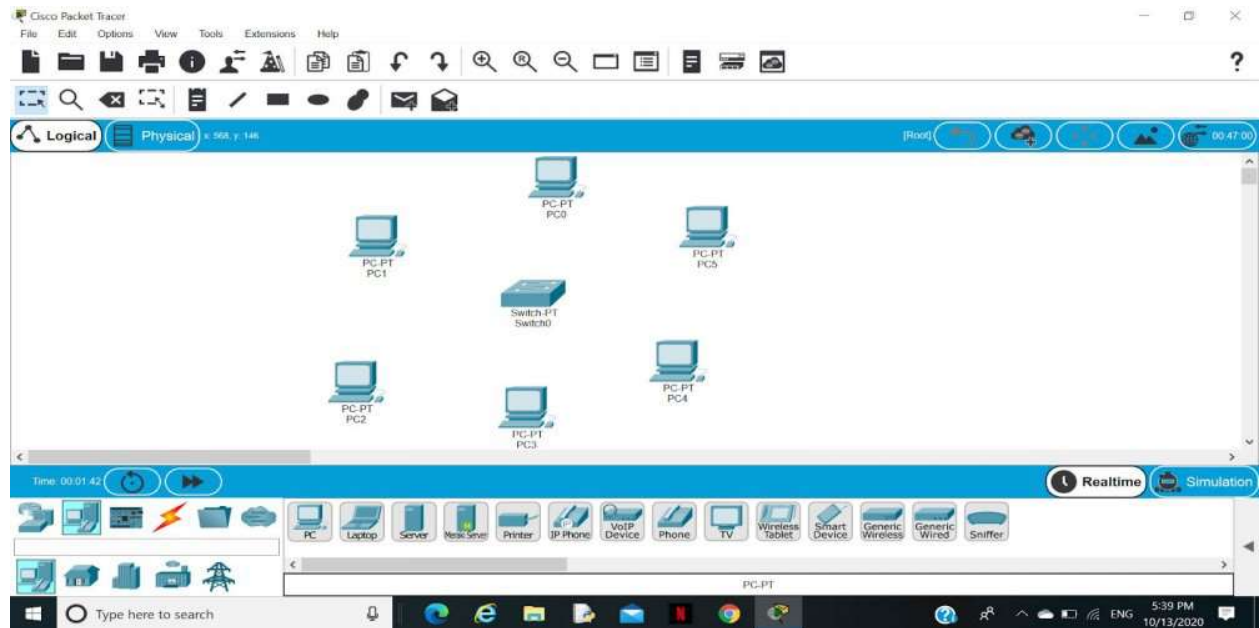 Cisco Packet Tracer
File Edit Options View Tools Extensions Help
?
Logical Physical x: 568, y: 146 [Root] 00:47:00
PC-PT
PC0
PC-PT
PC1
PC-PT
PC5
Switch-PT
Switch0
PC-PT
PC4
PC-PT
PC2
PC-PT
PC3
Time: 00:01:42 Realtime Simulation
PC Laptop Server Meraki Server Printer IP Phone VoIP Device Phone TV Wireless Tablet Smart Device Generic Wireless Generic Wired Sniffer
PC-PT
Type here to search ENG 5:39 PM
10/13/2020